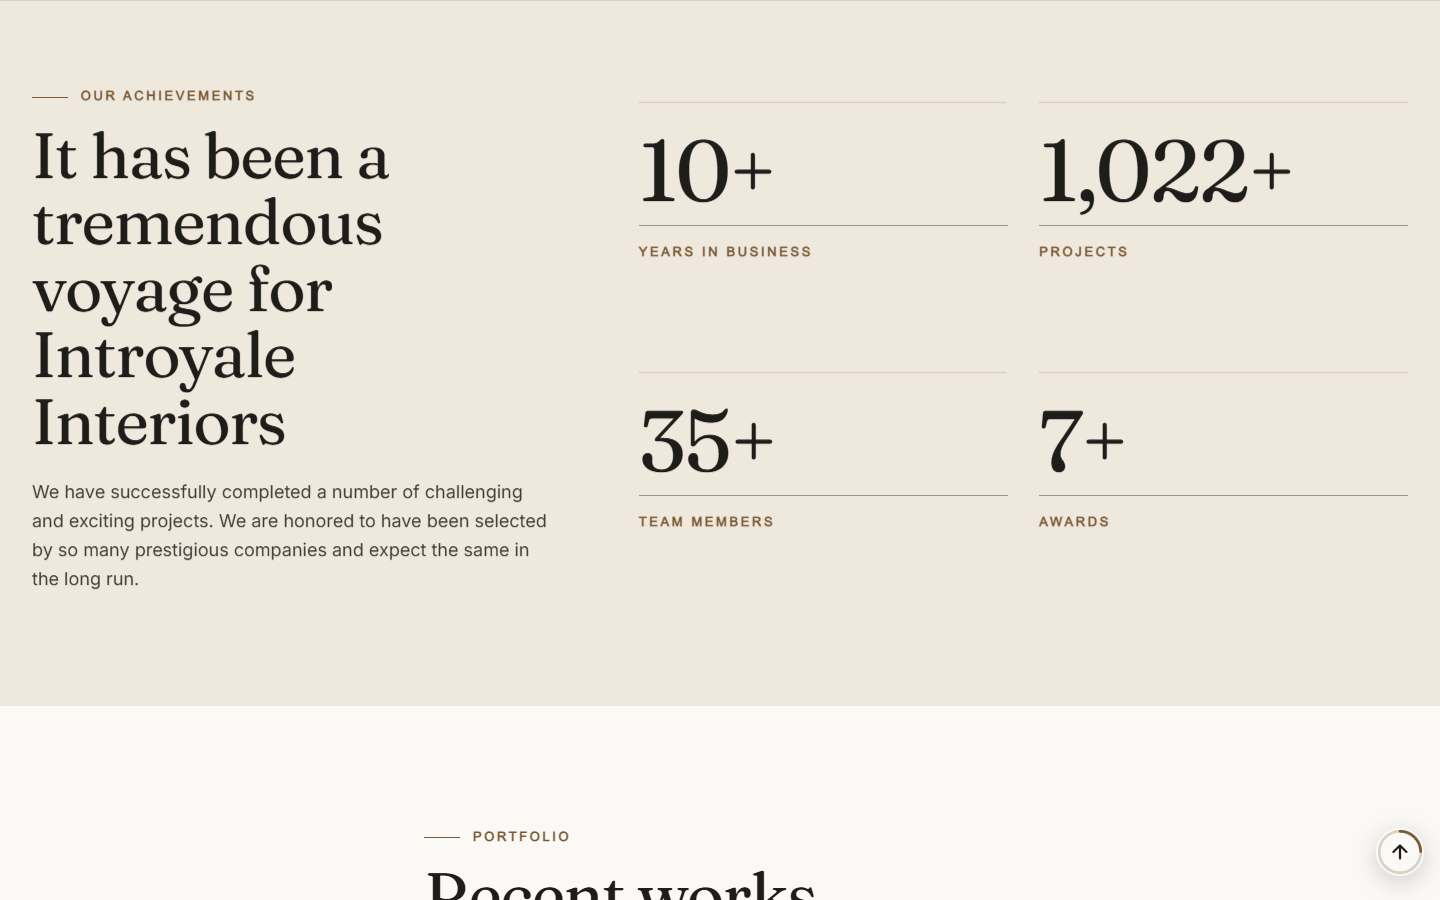 OUR ACHIEVEMENTS
It has been a
tremendous
voyage for
Introyale
Interiors
We have successfully completed a number of challenging
and exciting projects. We are honored to have been selected
by so many prestigious companies and expect the same in
the long run.
10+
YEARS IN BUSINESS
1,022+
PROJECTS
35+
TEAM MEMBERS
7+
AWARDS
PORTFOLIO
Recent works